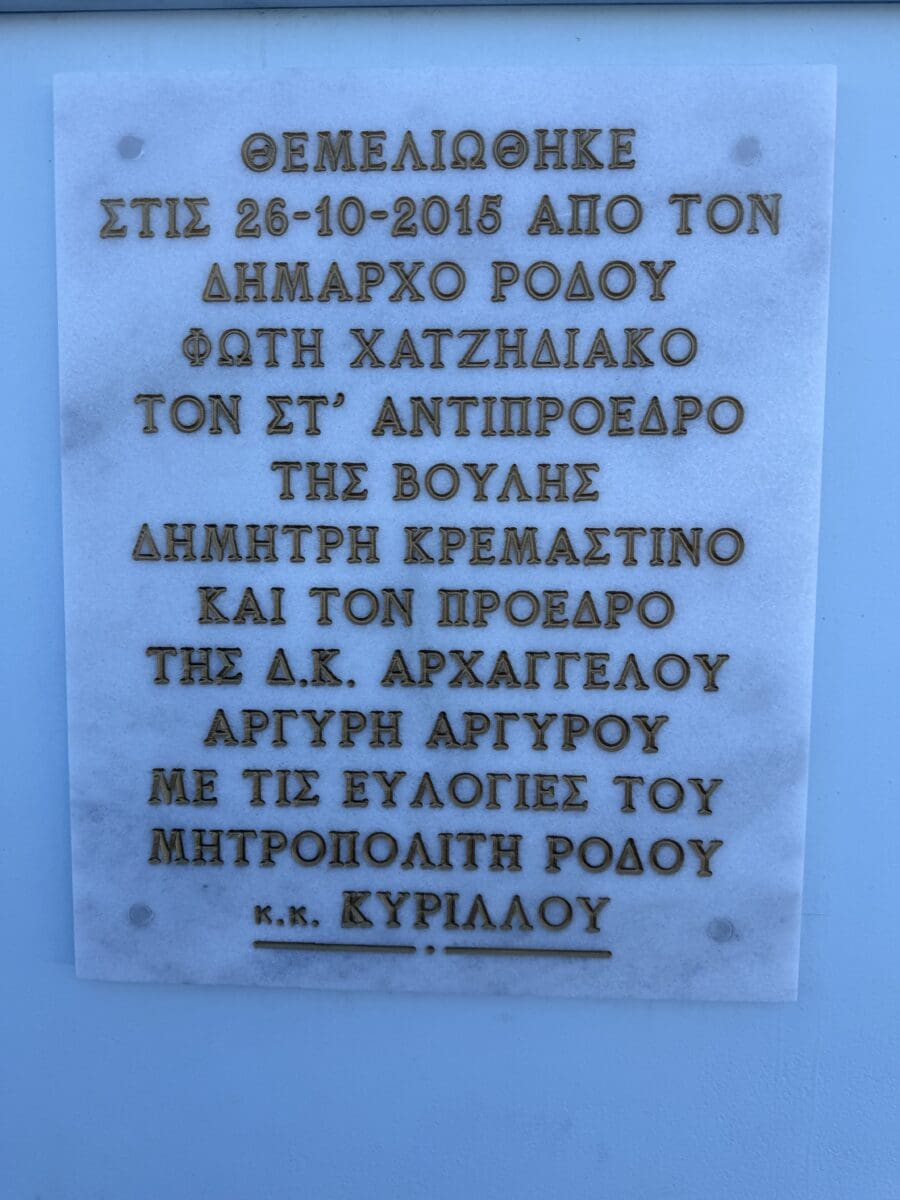 ΘΕΜΕΛΙΩΘΗΚΕ
ΣΤΙΣ 26-10-2015 ΑΠΟ ΤΟΝ
ΔΗΜΑΡΧΟ ΡΟΔΟΥ
ΦΩΤΗ ΧΑΤΖΗΔΙΑΚΟ
ΤΟΝ ΣΤ' ΑΝΤΙΠΡΟΕΔΡΟ
ΤΗΣ ΒΟΥΛΗΣ
ΔΗΜΗΤΡΗ ΚΡΕΜΑΣΤΙΝΟ
ΚΑΙ ΤΟΝ ΠΡΟΕΔΡΟ
ΤΗΣ Δ.Κ. ΑΡΧΑΓΓΕΛΟΥ
ΑΡΓΥΡΗ ΑΡΓΥΡΟΥ
ΜΕ ΤΙΣ ΕΥΛΟΓΙΕΣ ΤΟΥ
ΜΗΤΡΟΠΟΛΙΤΗ ΡΟΔΟΥ
κ.κ. ΚΥΡΙΛΛΟΥ